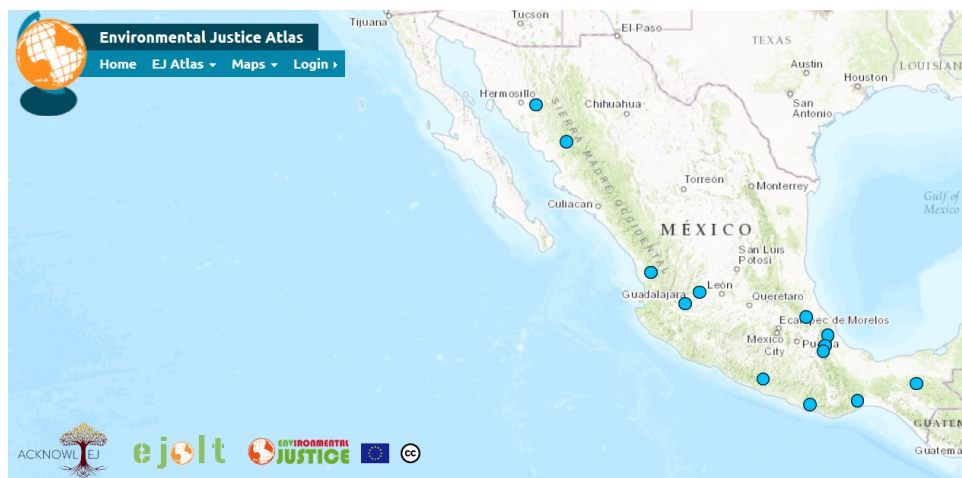 Tijuana
Tucson
El Paso
TEXAS
Environmental Justice Atlas
Home EJ Atlas Maps Login
Austin
LOUISIAN
Houston
Hermosillo
Chihuahua
San
Antonio
SIERRA MADRE OCCIDENTAL
Torreón
Monterrey
Gulf of
Mexico
Culiacan
MÉXICO
San Luis
Potosi
León
Guadalajara
Querétaro
Ecatepec de Morelos
Mexico
City
Puebla
GUATEM
Guatema
ACKNOWL EJ
ejolt
ENVIRONMENTAL
JUSTICE
cc